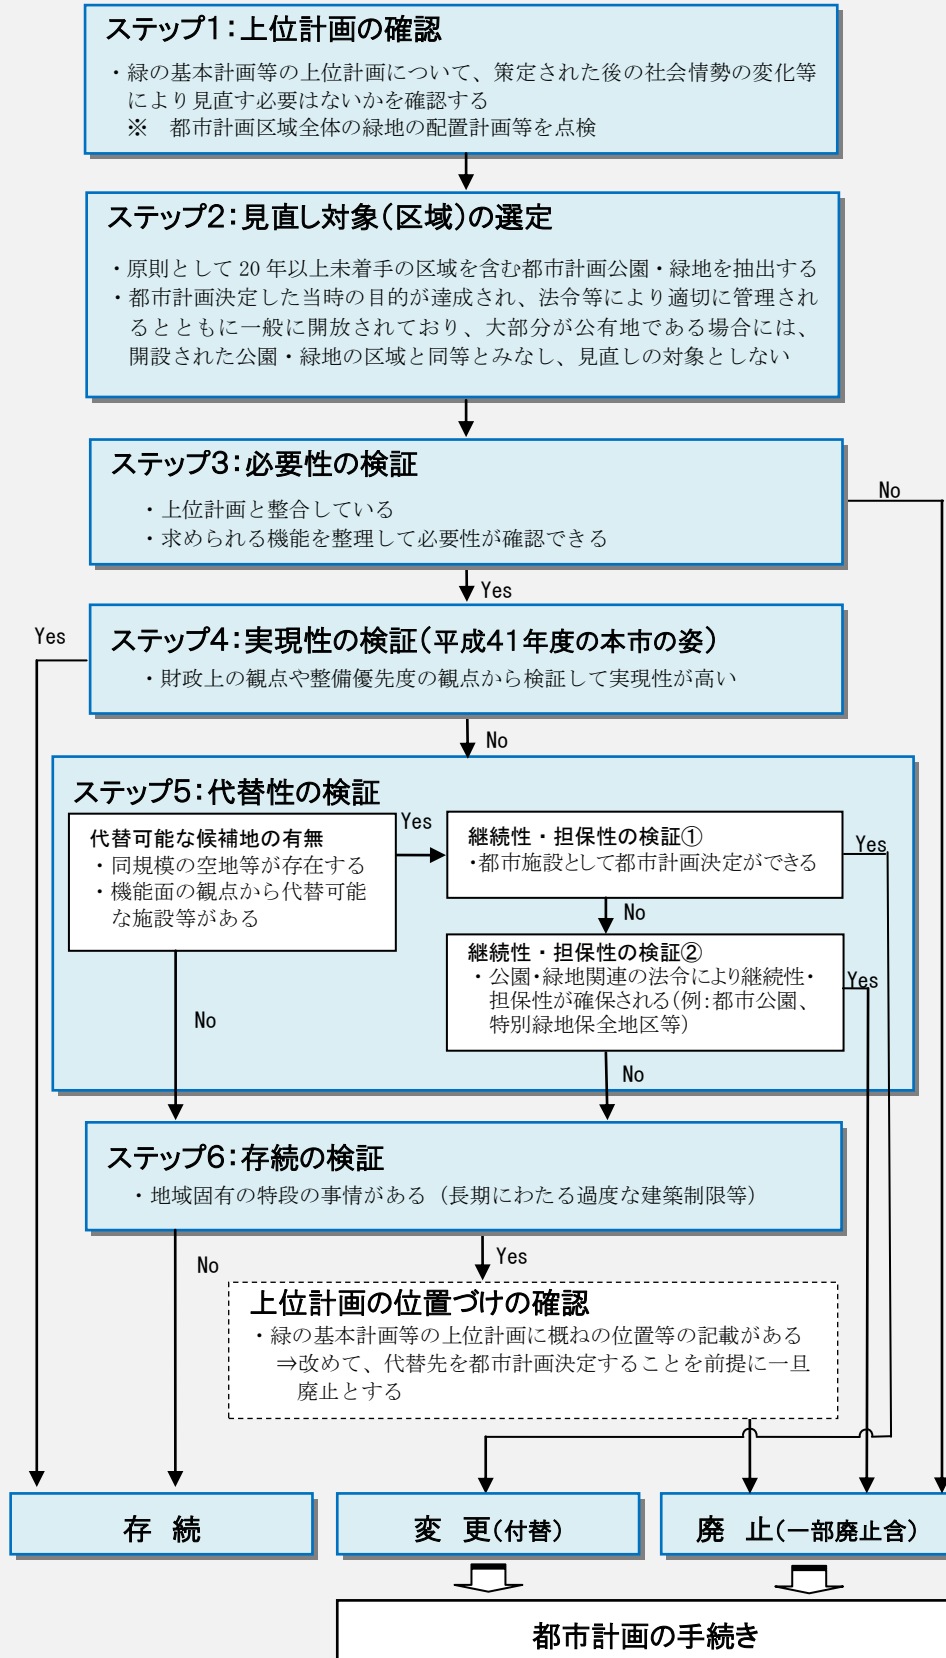 ステップ1：上位計画の確認
・緑の基本計画等の上位計画について、策定された後の社会情勢の変化等
により見直す必要はないかを確認する
※　都市計画区域全体の緑地の配置計画等を点検
ステップ2：見直し対象（区域）の選定
・原則として 20 年以上未着手の区域を含む都市計画公園・緑地を抽出する
・都市計画決定した当時の目的が達成され、法令等により適切に管理され
るとともに一般に開放されており、大部分が公有地である場合には、
開設された公園・緑地の区域と同等とみなし、見直しの対象としない
ステップ3：必要性の検証
・上位計画と整合している
・求められる機能を整理して必要性が確認できる
No
Yes
Yes
ステップ4：実現性の検証（平成41年度の本市の姿）
・財政上の観点や整備優先度の観点から検証して実現性が高い
No
ステップ5：代替性の検証
代替可能な候補地の有無
・同規模の空地等が存在する
・機能面の観点から代替可能
な施設等がある
Yes
継続性・担保性の検証①
・都市施設として都市計画決定ができる
Yes
No
継続性・担保性の検証②
・公園・緑地関連の法令により継続性・
担保性が確保される（例：都市公園、
特別緑地保全地区等）
Yes
No
No
ステップ6：存続の検証
・地域固有の特段の事情がある（長期にわたる過度な建築制限等）
No
Yes
上位計画の位置づけの確認
・緑の基本計画等の上位計画に概ねの位置等の記載がある
⇒改めて、代替先を都市計画決定することを前提に一旦
廃止とする
存 続
変 更（付替）
廃 止（一部廃止含）
都市計画の手続き